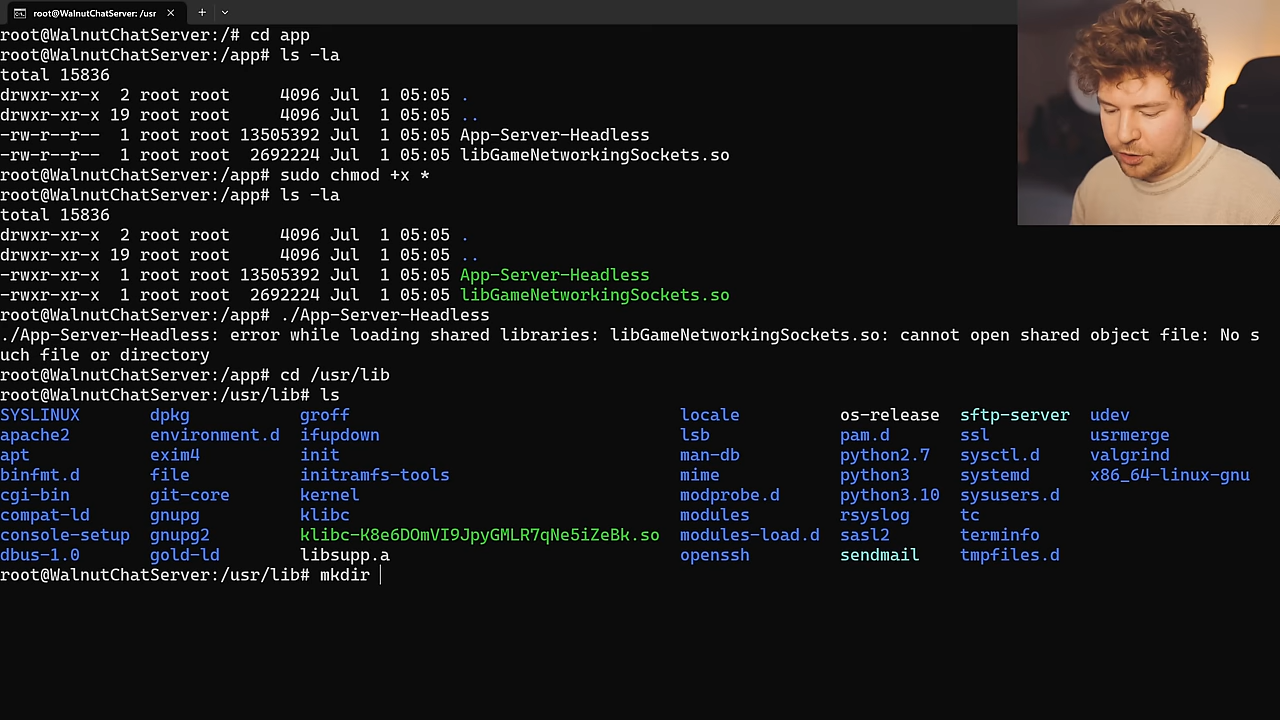 root@WalnutChatServer: /usr
root@WalnutChatServer:/# cd app
root@WalnutChatServer:/app# ls -la
total 15836
drwxr-xr-x  2 root root     4096 Jul  1 05:05 .
drwxr-xr-x 19 root root     4096 Jul  1 05:05 ..
-rw-r--r--  1 root root 13505392 Jul  1 05:05 App-Server-Headless
-rw-r--r--  1 root root  2692224 Jul  1 05:05 libGameNetworkingSockets.so
root@WalnutChatServer:/app# sudo chmod +x *
root@WalnutChatServer:/app# ls -la
total 15836
drwxr-xr-x  2 root root     4096 Jul  1 05:05 .
drwxr-xr-x 19 root root     4096 Jul  1 05:05 ..
-rwxr-xr-x  1 root root 13505392 Jul  1 05:05 App-Server-Headless
-rwxr-xr-x  1 root root  2692224 Jul  1 05:05 libGameNetworkingSockets.so
root@WalnutChatServer:/app# ./App-Server-Headless
./App-Server-Headless: error while loading shared libraries: libGameNetworkingSockets.so: cannot open shared object file: No s
uch file or directory
root@WalnutChatServer:/app# cd /usr/lib
root@WalnutChatServer:/usr/lib# ls
SYSLINUX       dpkg           groff                               locale          os-release   sftp-server  udev
apache2        environment.d  ifupdown                            lsb             pam.d        ssl          usrmerge
apt            exim4          init                                man-db          python2.7    sysctl.d     valgrind
binfmt.d       file           initramfs-tools                     mime            python3      systemd      x86_64-linux-gnu
cgi-bin        git-core       kernel                              modprobe.d      python3.10   sysusers.d
compat-ld      gnupg          klibc                               modules         rsyslog      tc
console-setup  gnupg2         klibc-K8e6DOmVI9JpyGMLR7qNe5iZeBk.so  modules-load.d  sasl2        terminfo
dbus-1.0       gold-ld        libsupp.a                           openssh         sendmail     tmpfiles.d
root@WalnutChatServer:/usr/lib# mkdir